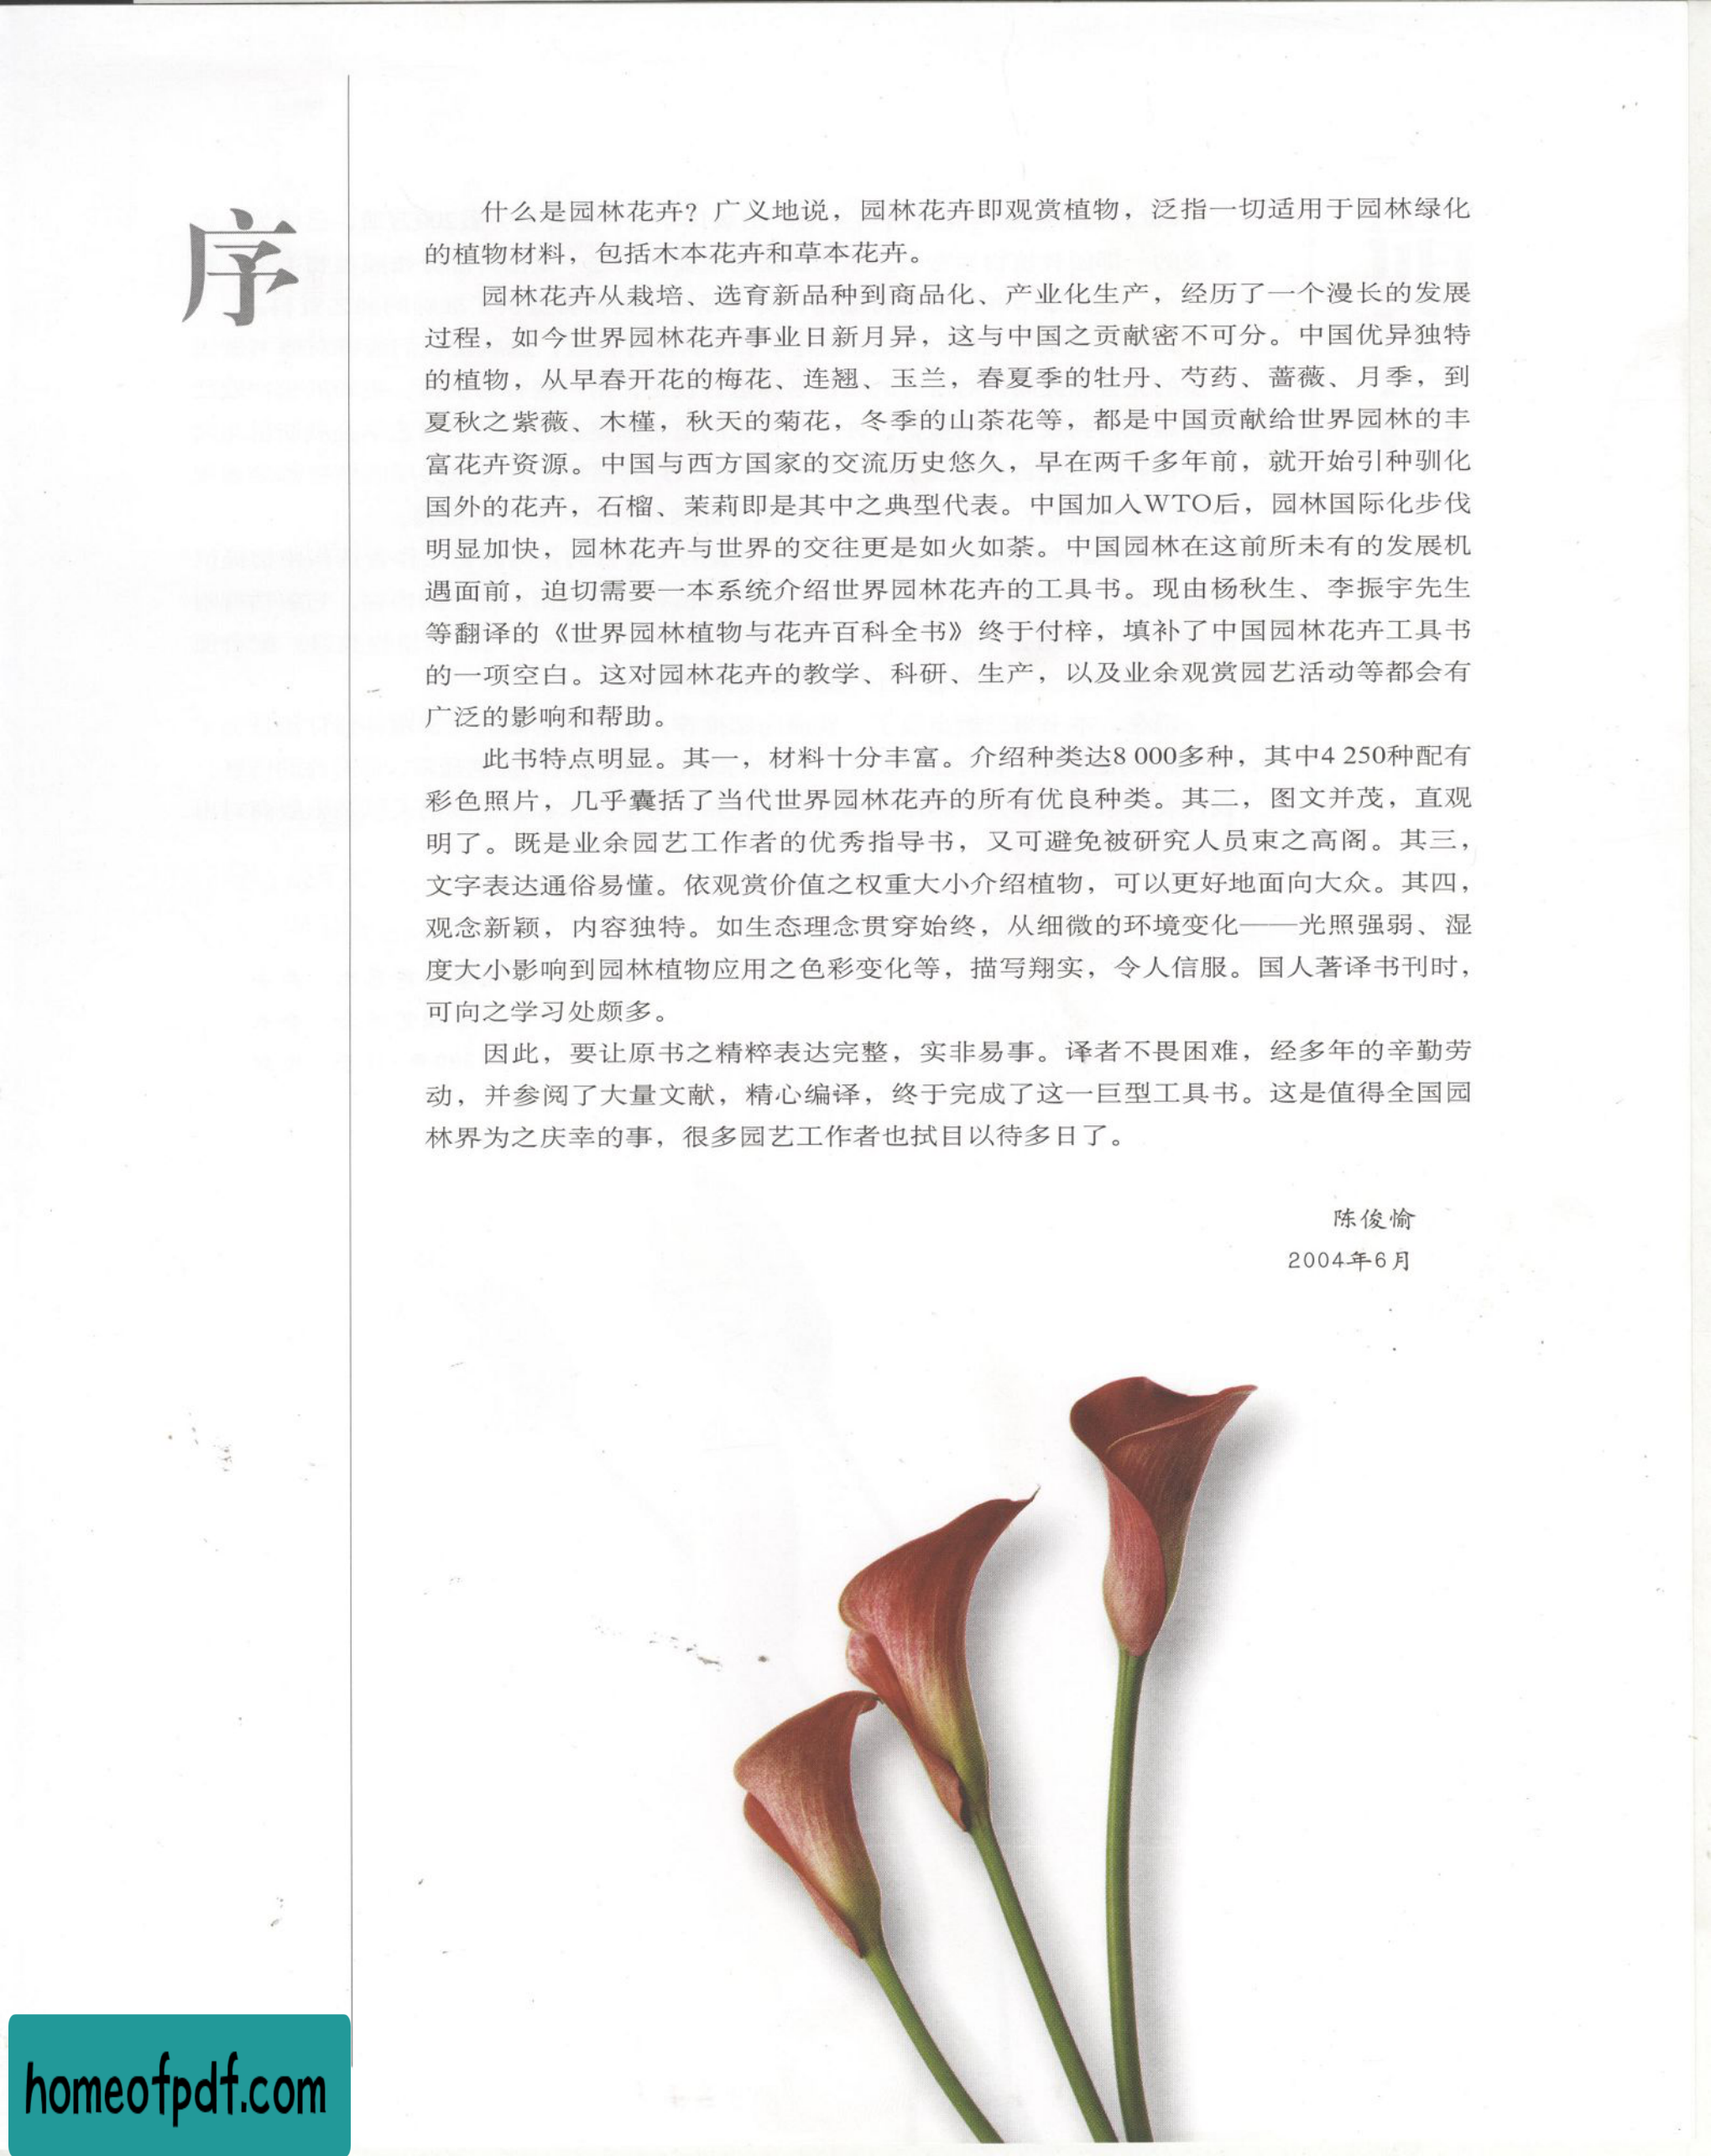 序
什么是园林花卉？广义地说，园林花卉即观赏植物，泛指一切适用于园林绿化
的植物材料，包括木本花卉和草本花卉。
园林花卉从栽培、选育新品种到商品化、产业化生产，经历了一个漫长的发展
过程，如今世界园林花卉事业日新月异，这与中国之贡献密不可分。中国优异独特
的植物，从早春开花的梅花、连翘、玉兰，春夏季的牡丹、芍药、蔷薇、月季，到
夏秋之紫薇、木槿，秋天的菊花，冬季的山茶花等，都是中国贡献给世界园林的丰
富花卉资源。中国与西方国家的交流历史悠久，早在两千多年前，就开始引种驯化
国外的花卉，石榴、茉莉即是其中之典型代表。中国加入WTO后，园林国际化步伐
明显加快，园林花卉与世界的交往更是如火如荼。中国园林在这前所未有的发展机
遇面前，迫切需要一本系统介绍世界园林花卉的工具书。现由杨秋生、李振宇先生
等翻译的《世界园林植物与花卉百科全书》终于付梓，填补了中国园林花卉工具书
的一项空白。这对园林花卉的教学、科研、生产，以及业余观赏园艺活动等都会有
广泛的影响和帮助。
此书特点明显。其一，材料十分丰富。介绍种类达8 000多种，其中4 250种配有
彩色照片，几乎囊括了当代世界园林花卉的所有优良种类。其二，图文并茂，直观
明了。既是业余园艺工作者的优秀指导书，又可避免被研究人员束之高阁。其三，
文字表达通俗易懂。依观赏价值之权重大小介绍植物，可以更好地面向大众。其四，
观念新颖，内容独特。如生态理念贯穿始终，从细微的环境变化——光照强弱、湿
度大小影响到园林植物应用之色彩变化等，描写翔实，令人信服。国人著译书刊时，
可向之学习处颇多。
因此，要让原书之精粹表达完整，实非易事。译者不畏困难，经多年的辛勤劳
动，并参阅了大量文献，精心编译，终于完成了这一巨型工具书。这是值得全国园
林界为之庆幸的事，很多园艺工作者也拭目以待多日了。
陈俊愉
2004年6月
homeofpdf.com